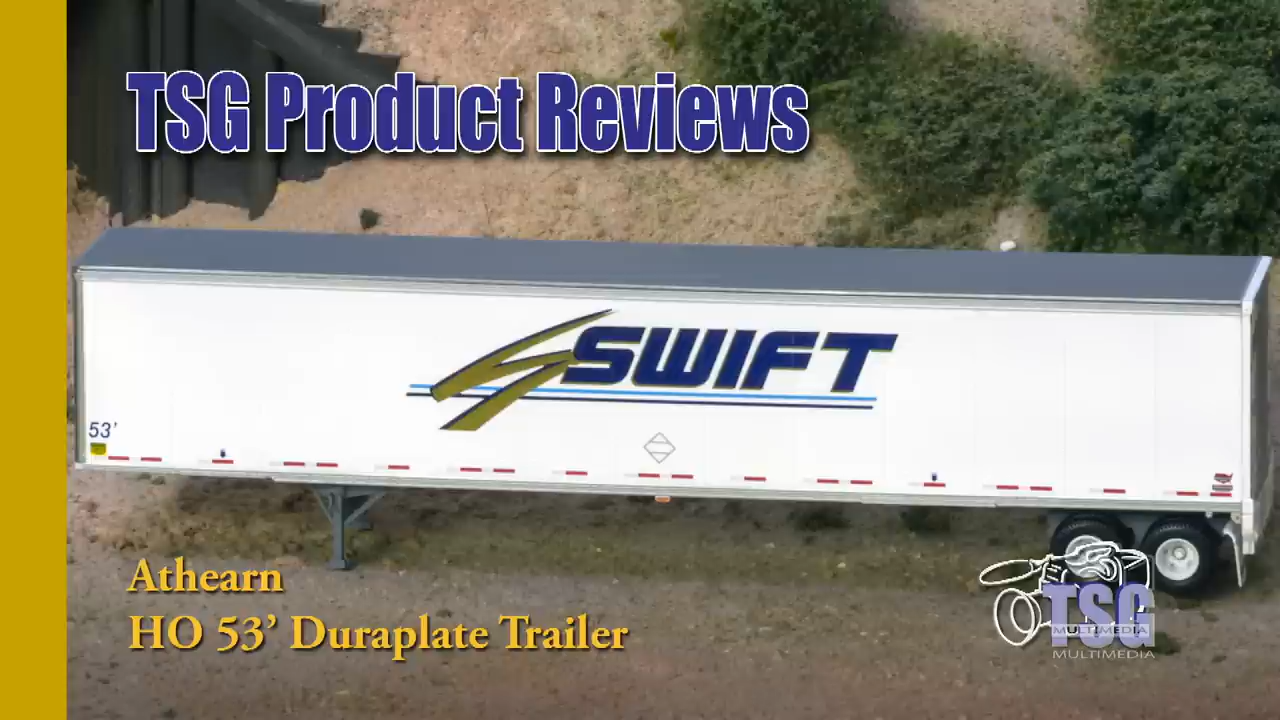 TSG Product Reviews
SWIFT
53’
Athearn
HO 53’ Duraplate Trailer
TSG
MULTIMEDIA
MULTIMEDIA